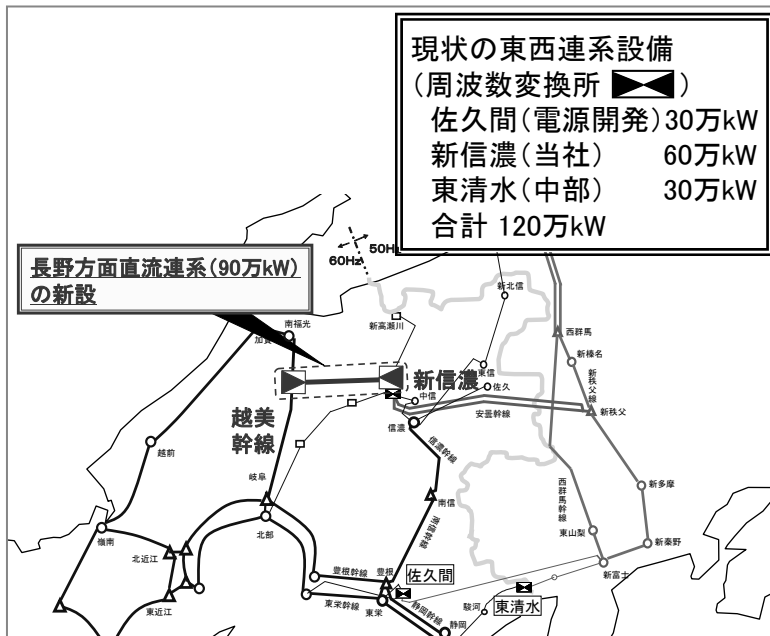 現状の東西連系設備
(周波数変換所 )
佐久間(電源開発)30万kW
新信濃(当社) 60万kW
東清水(中部) 30万kW
合計 120万kW
長野方面直流連系(90万kW)
の新設
50Hz
60Hz
新北信
新高瀬川
南福光
加賀
西群馬
新榛名
東信
新信濃
佐久
中信
新秩父線
新秩父
安曇幹線
信濃
越美
幹線
信濃幹線
越前
岐阜
南信
新多摩
西群馬幹線
北部
南信幹線
東山梨
新秦野
嶺南
北近江
新富士
豊根幹線
豊根
佐久間
東近江
東栄幹線
東栄
静岡幹線
駿河
東清水
静岡